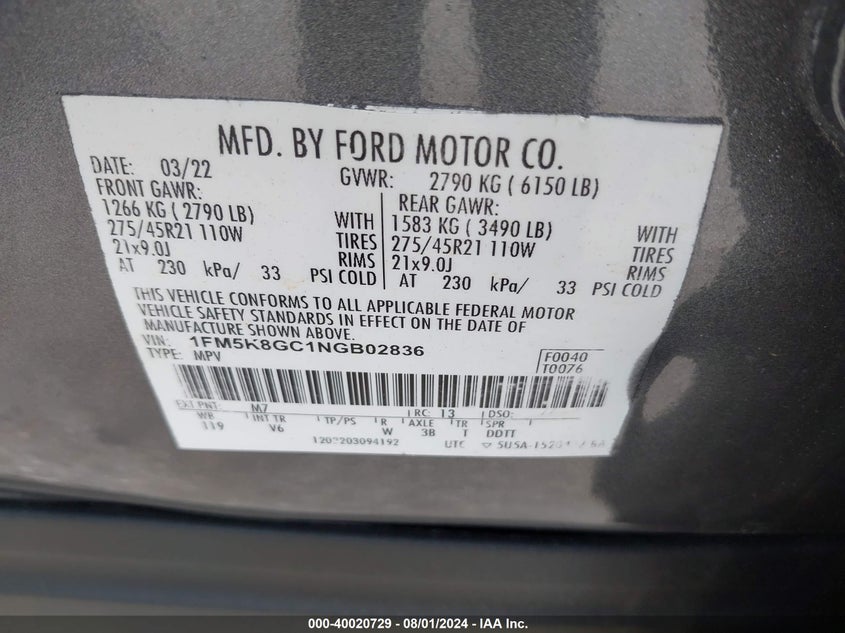 MFD. BY FORD MOTOR CO.
DATE: 03/22 GVWR: 2790 KG ( 6150 LB)
FRONT GAWR: REAR GAWR:
1266 KG ( 2790 LB) WITH 1583 KG ( 3490 LB) WITH
275/45R21 110W TIRES 275/45R21 110W TIRES
21x9.0J RIMS 21x9.0J RIMS
AT 230 kPa/ 33 PSI COLD AT 230 kPa/ 33 PSI COLD
THIS VEHICLE CONFORMS TO ALL APPLICABLE FEDERAL MOTOR
VEHICLE SAFETY STANDARDS IN EFFECT ON THE DATE OF
MANUFACTURE SHOWN ABOVE.
VIN: 1FM5K8GC1NGB02836
TYPE: MPV
F0040
T0076
EXT PNT: M7 RC: 13 DSO:
WB INT TR TP/PS R AXLE TR SPR
119 V6 W 3B T DDTT
UTC
000-40020729 - 08/01/2024 - IAA Inc.